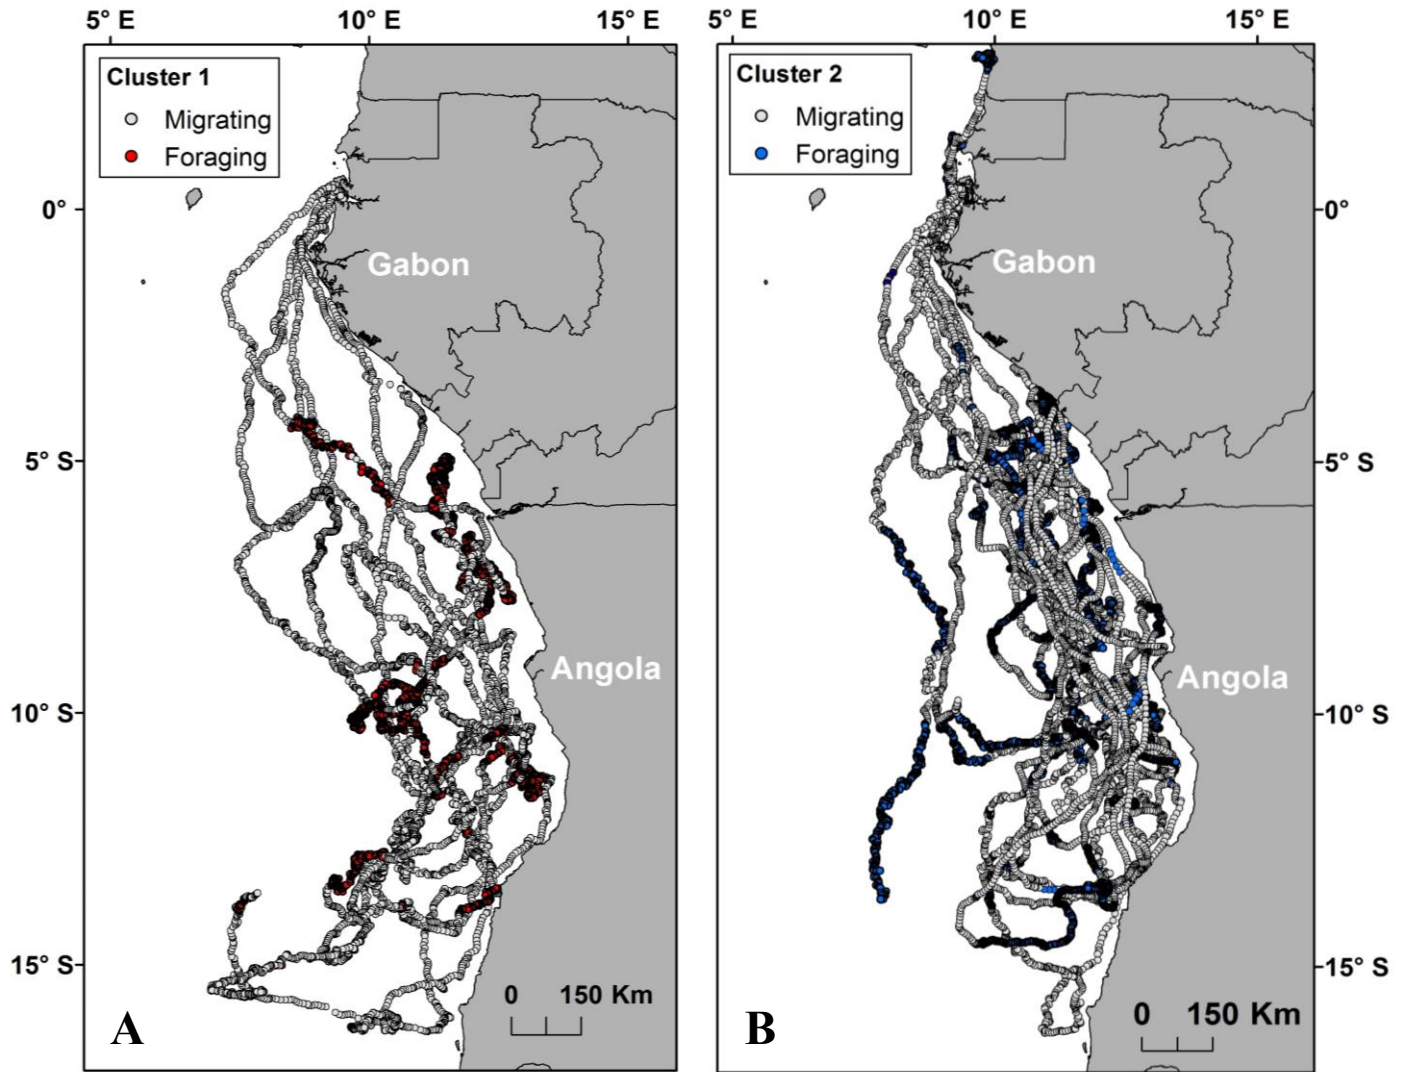 5° E 10° E 15° E
5° E 10° E 15° E
Cluster 1
Migrating
Foraging
Cluster 2
Migrating
Foraging
0°
0°
Gabon
Gabon
5° S
5° S
Angola
Angola
10° S
10° S
15° S
15° S
0 150 Km
A
0 150 Km
B